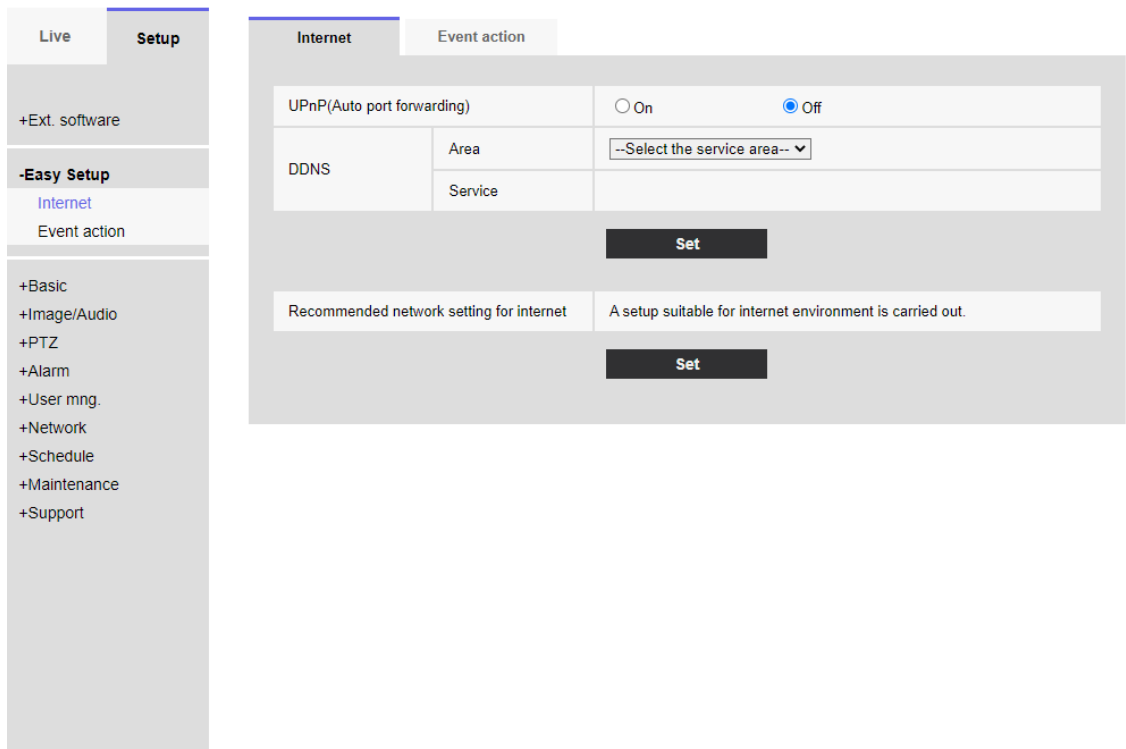 Live
Setup
+Ext. software
-Easy Setup
Internet
Event action
+Basic
+Image/Audio
+PTZ
+Alarm
+User mng.
+Network
+Schedule
+Maintenance
+Support
Internet
Event action
UPnP(Auto port forwarding)
On
Off
DDNS
Area
--Select the service area--
Service
Set
Recommended network setting for internet
A setup suitable for internet environment is carried out.
Set